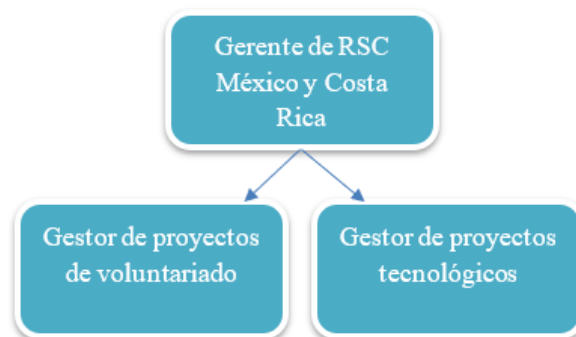 Gerente de RSC
México y Costa
Rica
Gestor de proyectos
de voluntariado
Gestor de proyectos
tecnológicos